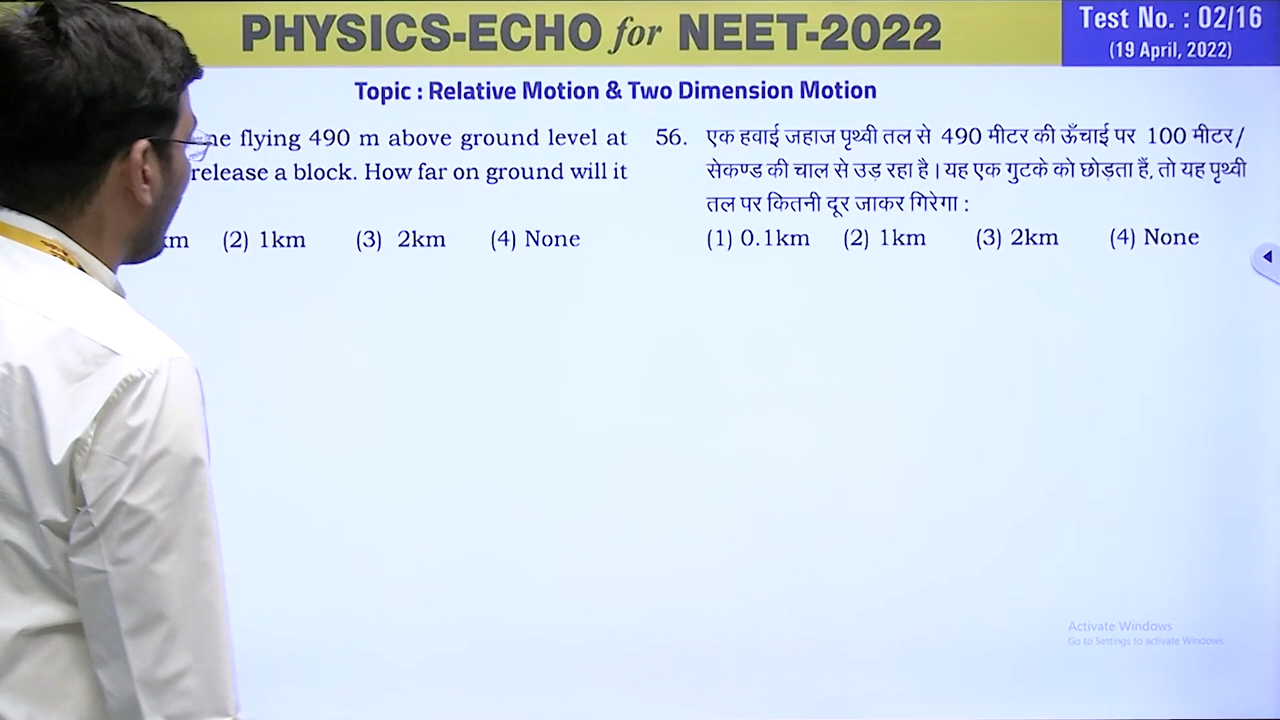 PHYSICS-ECHO for NEET-2022
Test No. : 02/16
(19 April, 2022)
Topic : Relative Motion & Two Dimension Motion
flying 490 m above ground level at
release a block. How far on ground will it
(2) 1km (3) 2km (4) None
56. एक हवाई जहाज पृथ्वी तल से 490 मीटर की ऊँचाई पर 100 मीटर/
सेकण्ड की चाल से उड़ रहा है। यह एक गुटके को छोड़ता हैं, तो यह पृथ्वी
तल पर कितनी दूर जाकर गिरेगा :
(1) 0.1km (2) 1km (3) 2km (4) None
Activate Windows
Go to Settings to activate Windows.